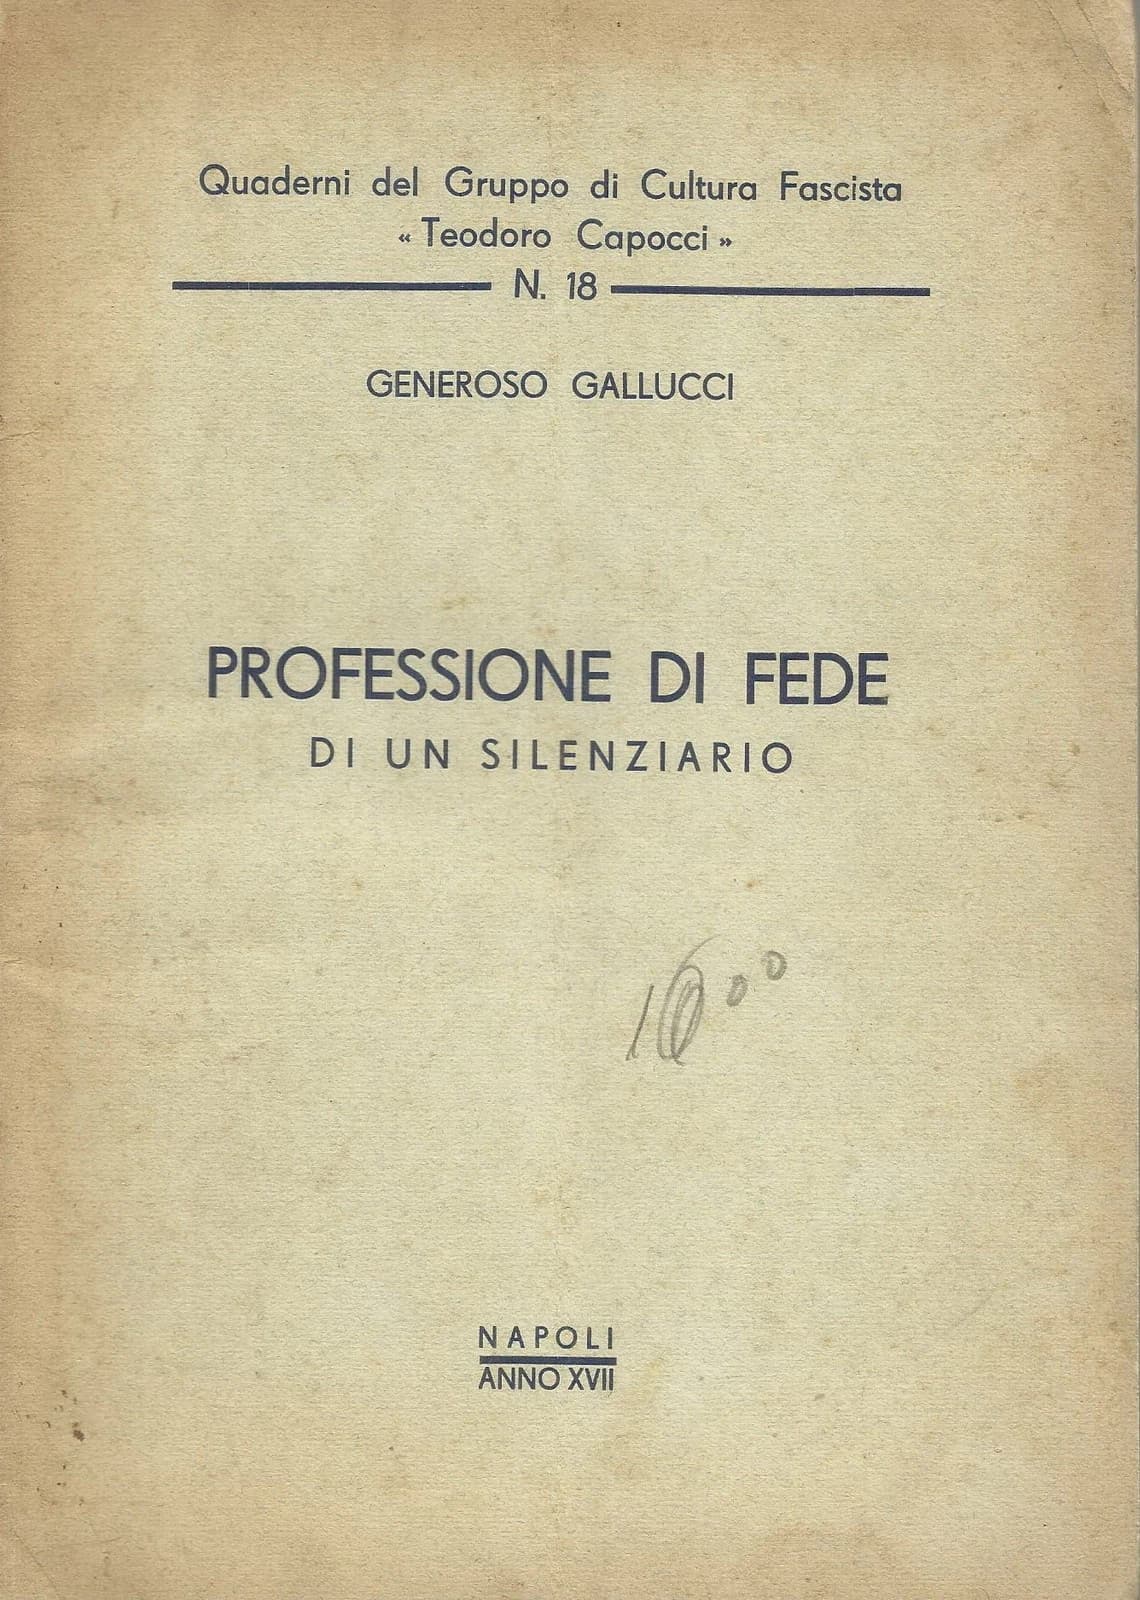 Quaderni del Gruppo di Cultura Fascista
« Teodoro Capocci »
N. 18
GENEROSO GALLUCCI
PROFESSIONE DI FEDE
DI UN SILENZIARIO
NAPOLI
ANNO XVII